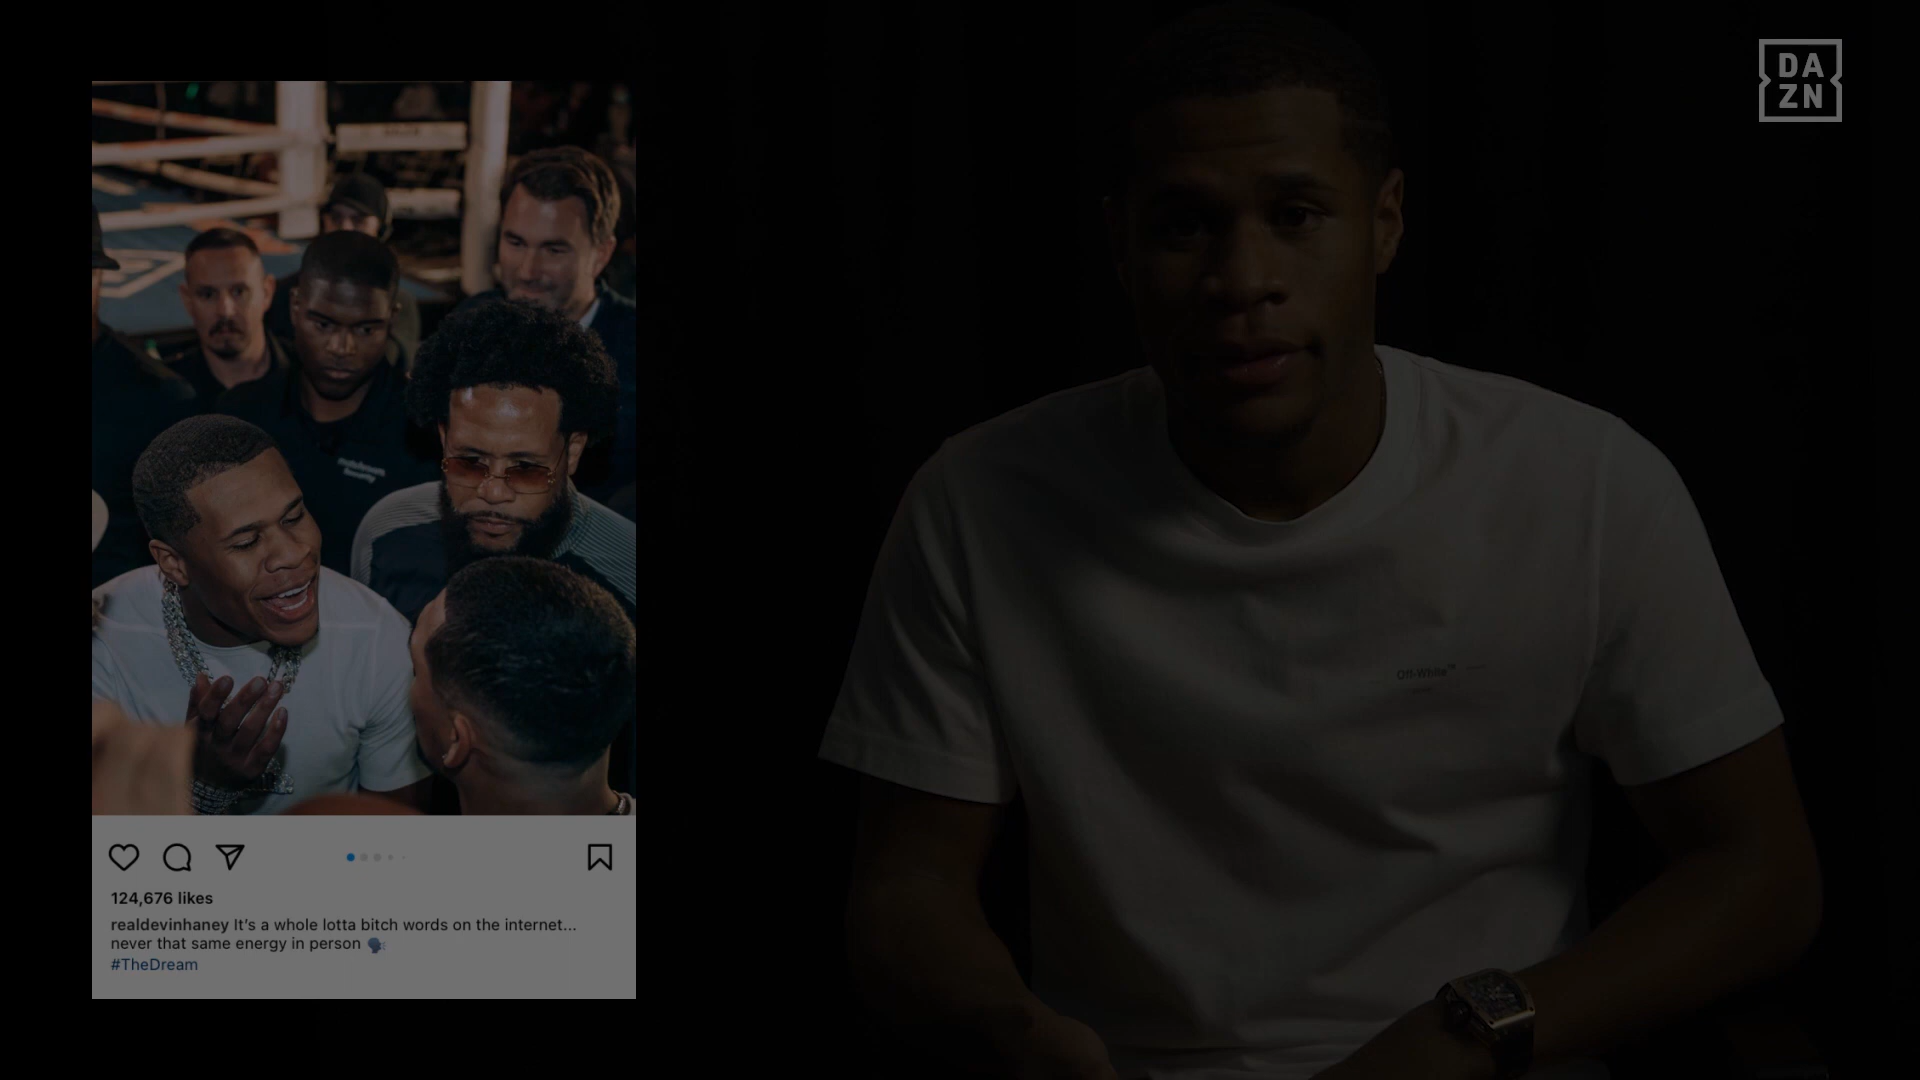 DA
ZN
Off-White™
124,676 likes
realdevinhaney It's a whole lotta bitch words on the internet...
never that same energy in person 🗣
#TheDream